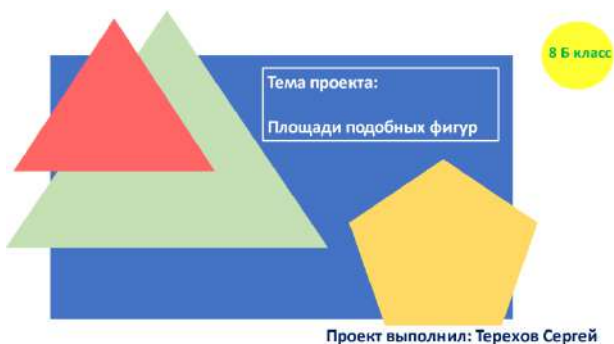 8 Б класс
Тема проекта:
Площади подобных фигур
Проект выполнил: Терехов Сергей